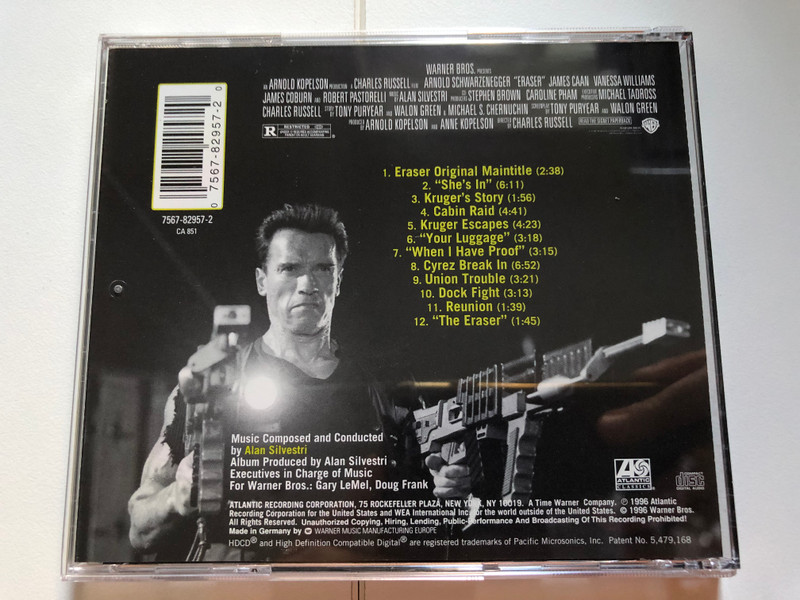 WARNER BROS. PRESENTS
AN ARNOLD KOPELSON PRODUCTION A CHARLES RUSSELL FILM ARNOLD SCHWARZENEGGER "ERASER" JAMES CAAN VANESSA WILLIAMS
JAMES COBURN AND ROBERT PASTORELLI MUSIC BY ALAN SILVESTRI CO-PRODUCERS STEPHEN BROWN CAROLINE PHAM EXECUTIVE PRODUCERS MICHAEL TADROSS
CHARLES RUSSELL STORY BY TONY PURYEAR AND WALON GREEN & MICHAEL S. CHERNUCHIN SCREENPLAY BY TONY PURYEAR AND WALON GREEN
PRODUCED BY ARNOLD KOPELSON AND ANNE KOPELSON DIRECTED BY CHARLES RUSSELL READ THE SIGNET PAPERBACK
R RESTRICTED
0 7567-82957-2 0
7567-82957-2
CA 851
1. Eraser Original Maintitle (2:38)
2. "She's In" (6:11)
3. Kruger's Story (1:56)
4. Cabin Raid (4:41)
5. Kruger Escapes (4:23)
6. "Your Luggage" (3:18)
7. "When I Have Proof" (3:15)
8. Cyrez Break In (6:52)
9. Union Trouble (3:21)
10. Dock Fight (3:13)
11. Reunion (1:39)
12. "The Eraser" (1:45)
Music Composed and Conducted
by Alan Silvestri
Album Produced by Alan Silvestri
Executives in Charge of Music
For Warner Bros.: Gary LeMel, Doug Frank
ATLANTIC
CLASSICS
COMPACT
disc
DIGITAL AUDIO
ATLANTIC RECORDING CORPORATION, 75 ROCKEFELLER PLAZA, NEW YORK, NY 10019. A Time Warner Company. ℗ 1996 Atlantic
Recording Corporation for the United States and WEA International Inc. for the world outside of the United States. © 1996 Warner Bros.
All Rights Reserved. Unauthorized Copying, Hiring, Lending, Public Performance And Broadcasting Of This Recording Prohibited!
Made in Germany by WARNER MUSIC MANUFACTURING EUROPE
HDCD® and High Definition Compatible Digital® are registered trademarks of Pacific Microsonics, Inc. Patent No. 5,479,168